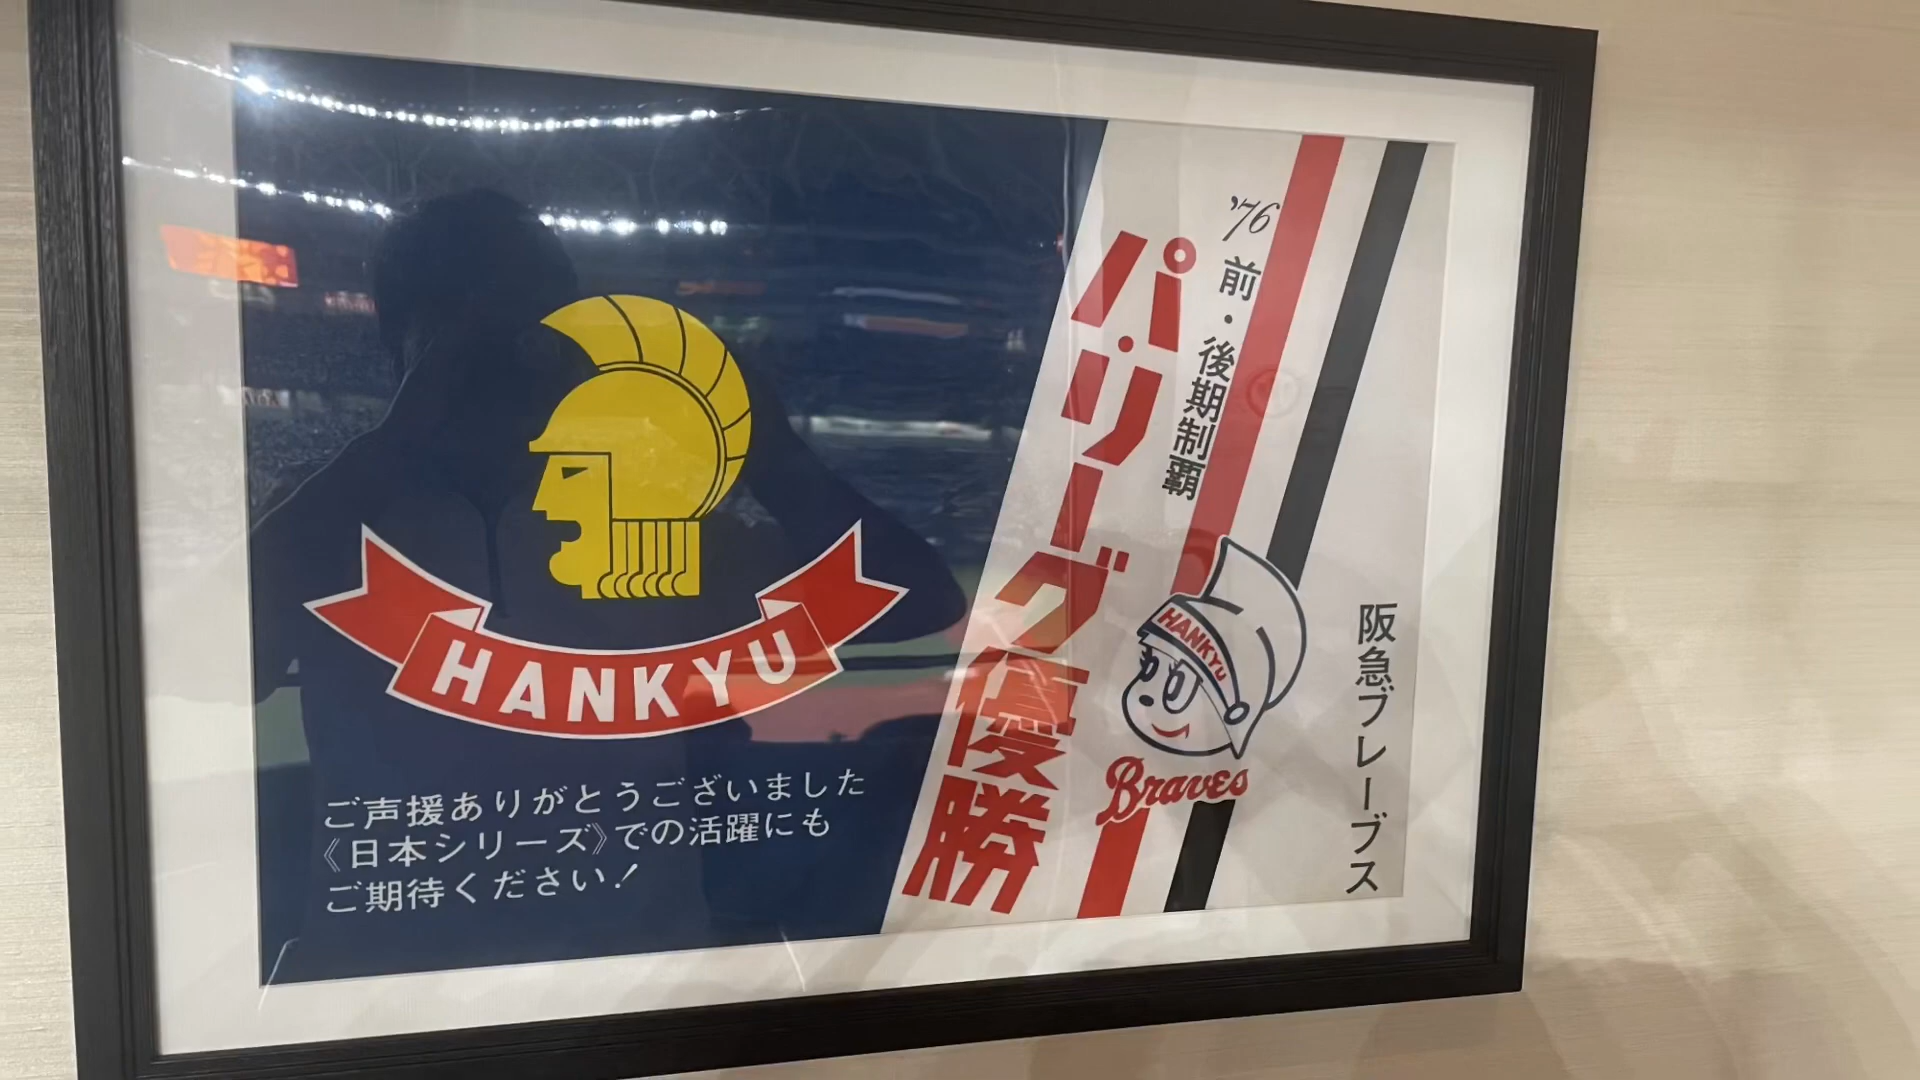 HANKYU
ご声援ありがとうございました
《日本シリーズ》での活躍にも
ご期待ください!
'76 前・後期制覇
パ・リーグ優勝
HANKYU
Braves
阪急ブレーブス